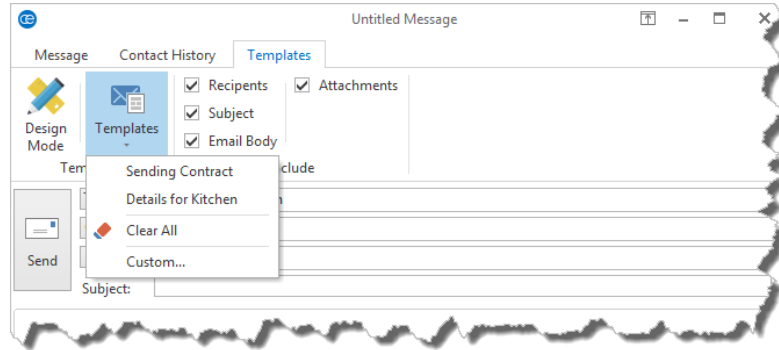 Untitled Message
Message Contact History Templates
Recipents Attachments
Subject
Email Body
Design Mode
Templates
Sending Contract
Details for Kitchen
Clear All
Custom...
Send
Subject: